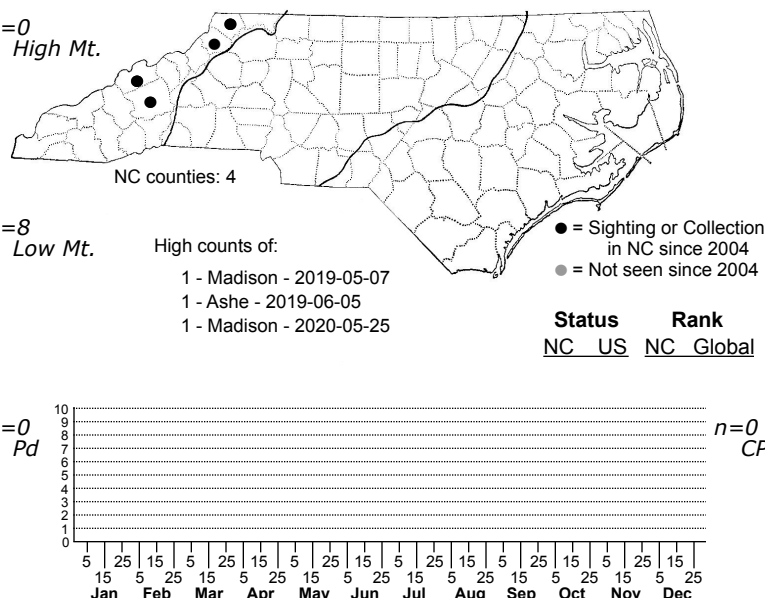 =0
High Mt.
NC counties: 4
=8
Low Mt.
High counts of:
1 - Madison - 2019-05-07
1 - Ashe - 2019-06-05
1 - Madison - 2020-05-25
● = Sighting or Collection
in NC since 2004
● = Not seen since 2004
Status Rank
NC US NC Global
=0
Pd
n=0
CP
10
9
8
7
6
5
4
3
2
1
0
5 25 15 5 25 15 5 25 15 5 25 15 5 25 15 5 25 15
15 5 25 15 5 25 15 5 25 15 5 25 15 5 25 15 5 25
Jan Feb Mar Apr May Jun Jul Aug Sep Oct Nov Dec